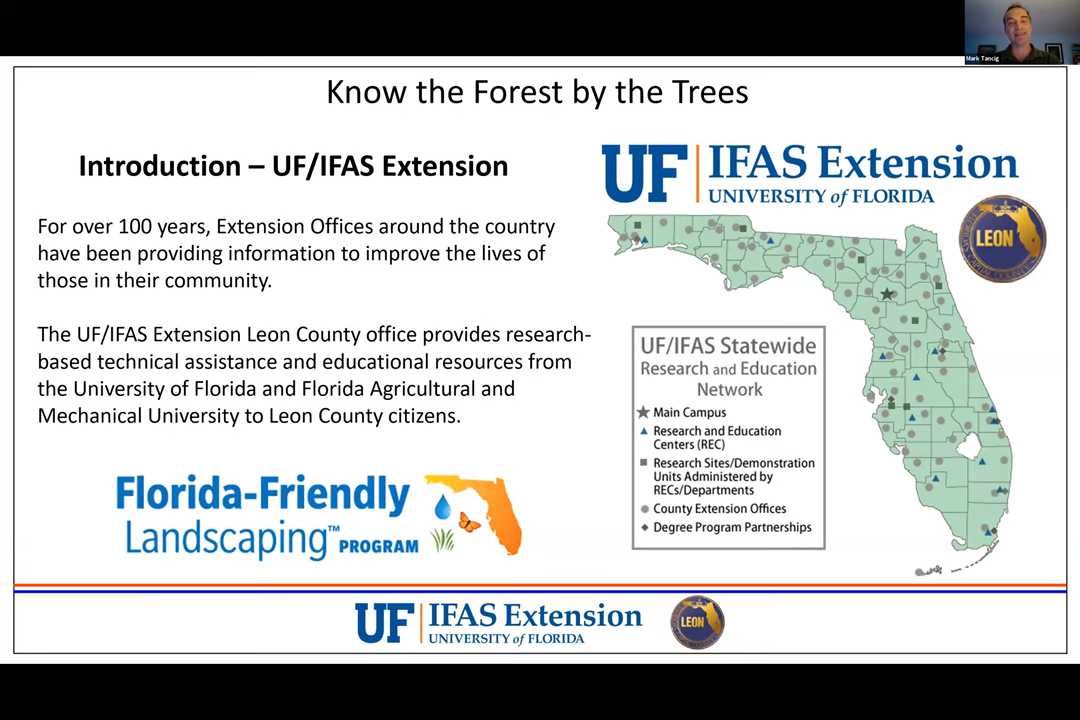 Mark Tancig
Know the Forest by the Trees
Introduction – UF/IFAS Extension
For over 100 years, Extension Offices around the country
have been providing information to improve the lives of
those in their community.
The UF/IFAS Extension Leon County office provides research-
based technical assistance and educational resources from
the University of Florida and Florida Agricultural and
Mechanical University to Leon County citizens.
Florida-Friendly
Landscaping™ PROGRAM
UF IFAS Extension
UNIVERSITY of FLORIDA
LEON
UF/IFAS Statewide
Research and Education
Network
Main Campus
Research and Education
Centers (REC)
Research Sites/Demonstration
Units Administered by
RECs/Departments
County Extension Offices
Degree Program Partnerships
UF IFAS Extension
UNIVERSITY of FLORIDA
LEON